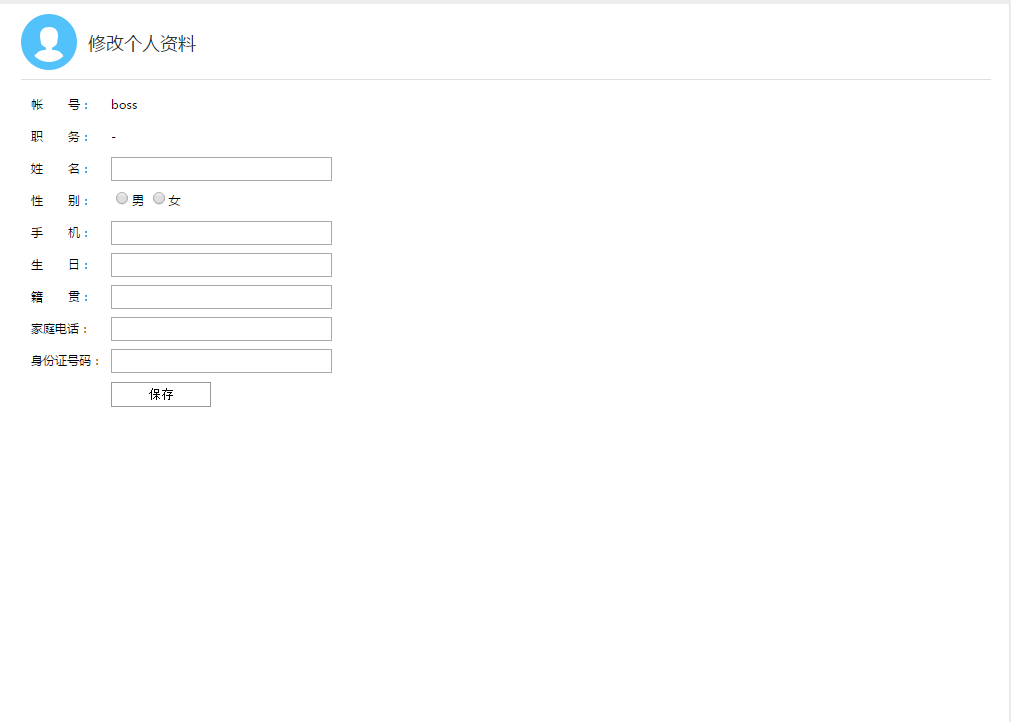 修改个人资料
帐 号： boss
职 务： -
姓 名：
性 别： 男 女
手 机：
生 日：
籍 贯：
家庭电话：
身份证号码：
保存